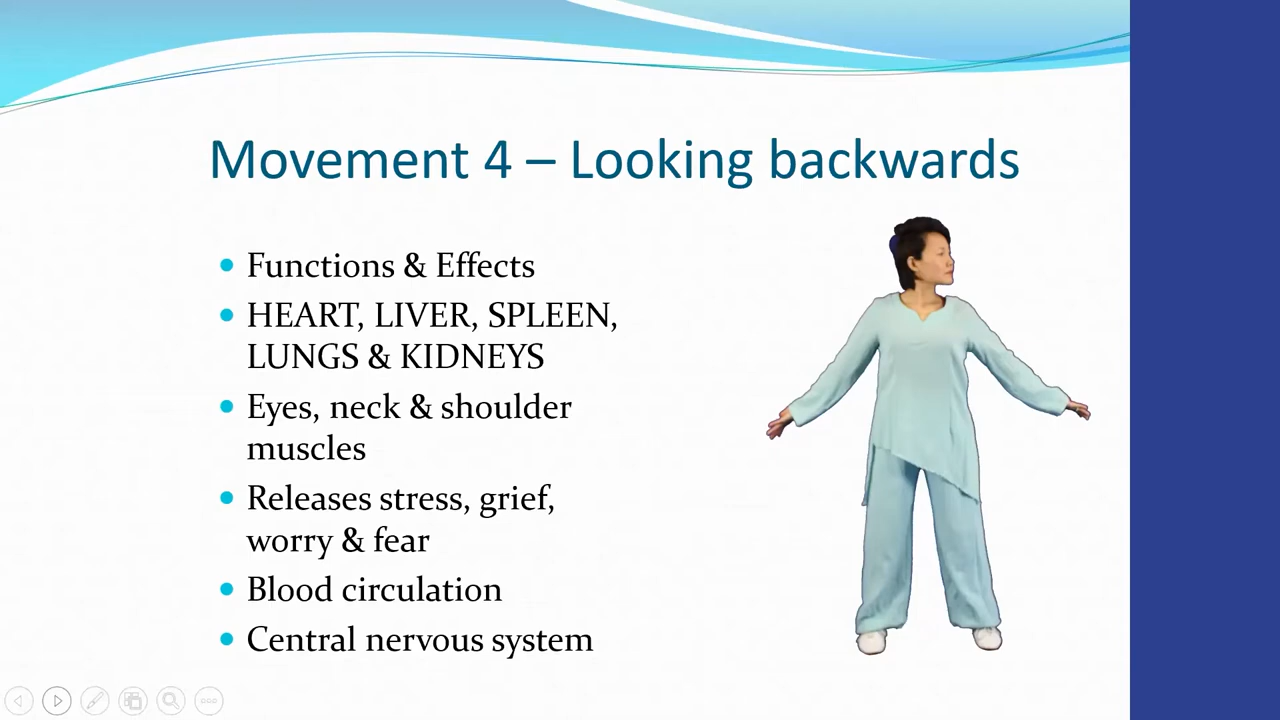 Movement 4 – Looking backwards
Functions & Effects
HEART, LIVER, SPLEEN,
LUNGS & KIDNEYS
Eyes, neck & shoulder
muscles
Releases stress, grief,
worry & fear
Blood circulation
Central nervous system